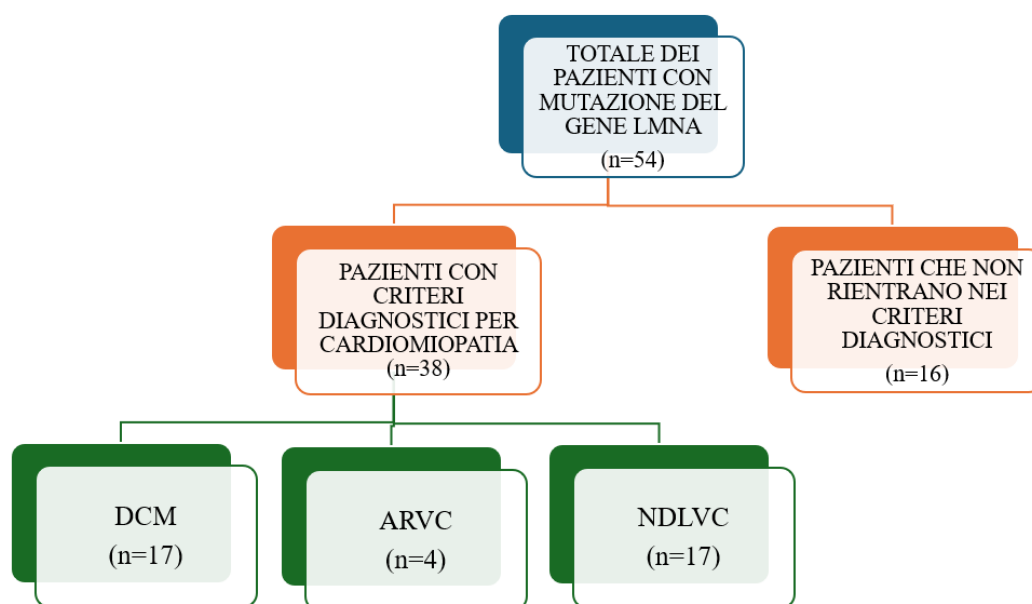 TOTALE DEI
PAZIENTI CON
MUTAZIONE DEL
GENE LMNA
(n=54)
PAZIENTI CON
CRITERI
DIAGNOSTICI PER
CARDIOMIOPATIA
(n=38)
PAZIENTI CHE NON
RIENTRANO NEI
CRITERI
DIAGNOSTICI
(n=16)
DCM
(n=17)
ARVC
(n=4)
NDLVC
(n=17)